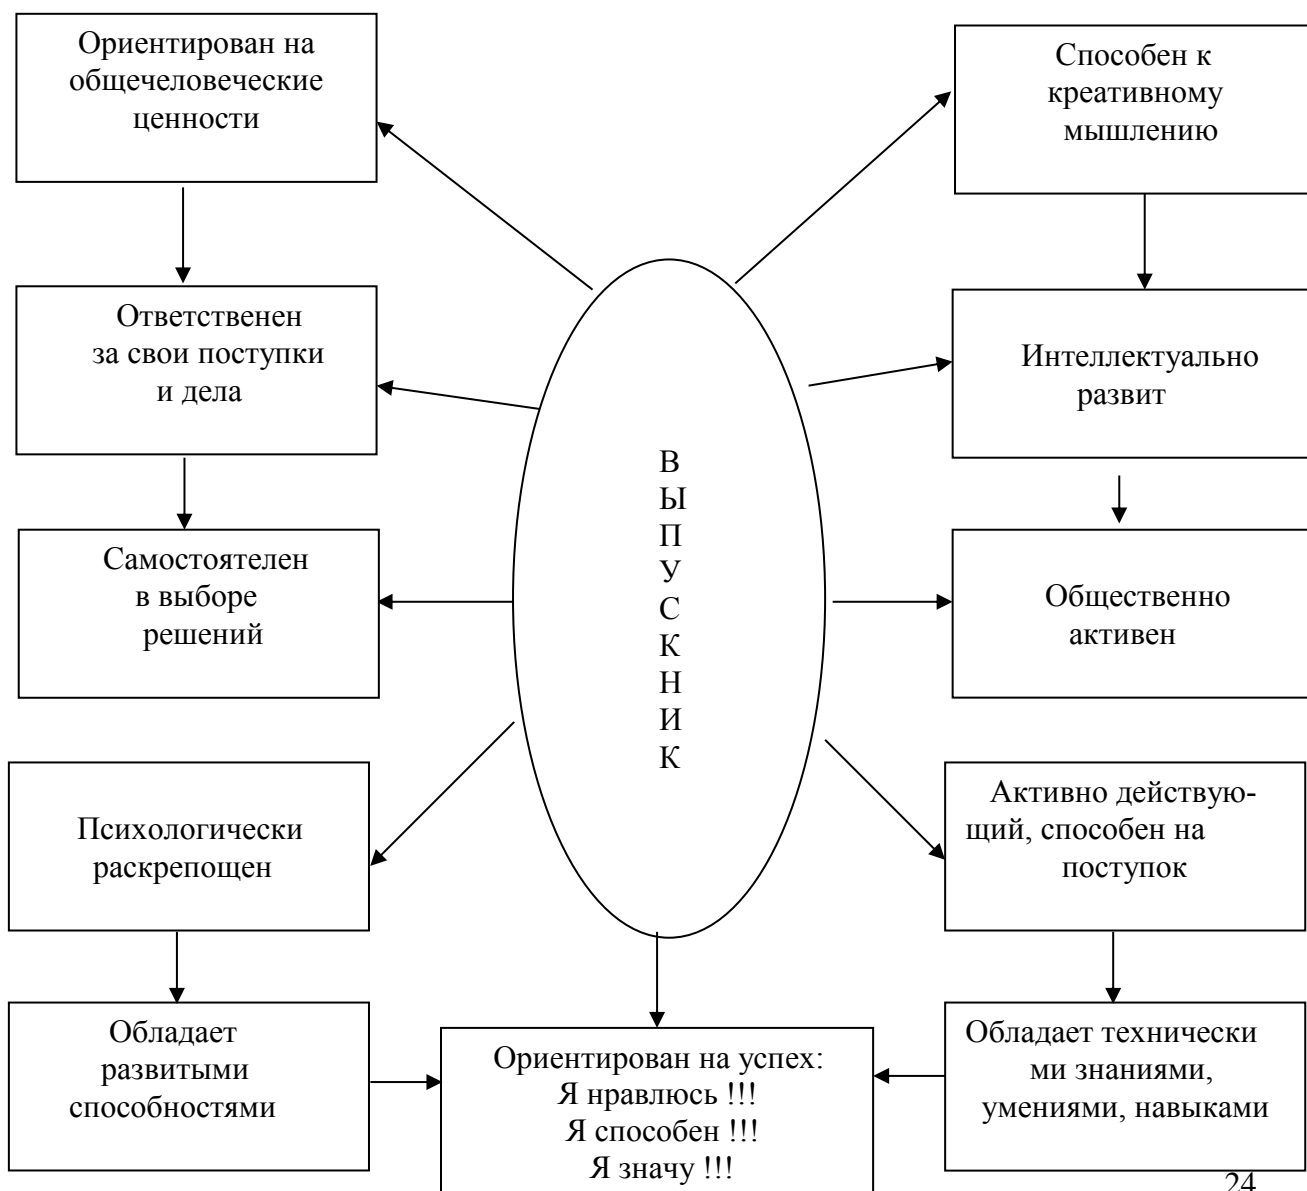 Ориентирован на
общечеловеческие
ценности
Способен к
креативному
мышлению
Ответственен
за свои поступки
и дела
Интеллектуально
развит
В
Ы
П
У
С
К
Н
И
К
Самостоятелен
в выборе
решений
Общественно
активен
Психологически
раскрепощен
Активно действую-
щий, способен на
поступок
Обладает
развитыми
способностями
Ориентирован на успех:
Я нравлюсь !!!
Я способен !!!
Я значу !!!
Обладает технически
ми знаниями,
умениями, навыками
24